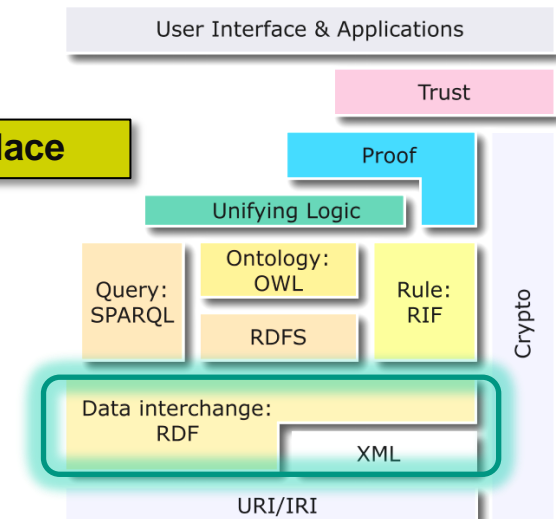 User Interface & Applications
Trust
Proof
Unifying Logic
Ontology:
OWL
Query:
SPARQL
Rule:
RIF
RDFS
Crypto
Data interchange:
RDF
XML
URI/IRI